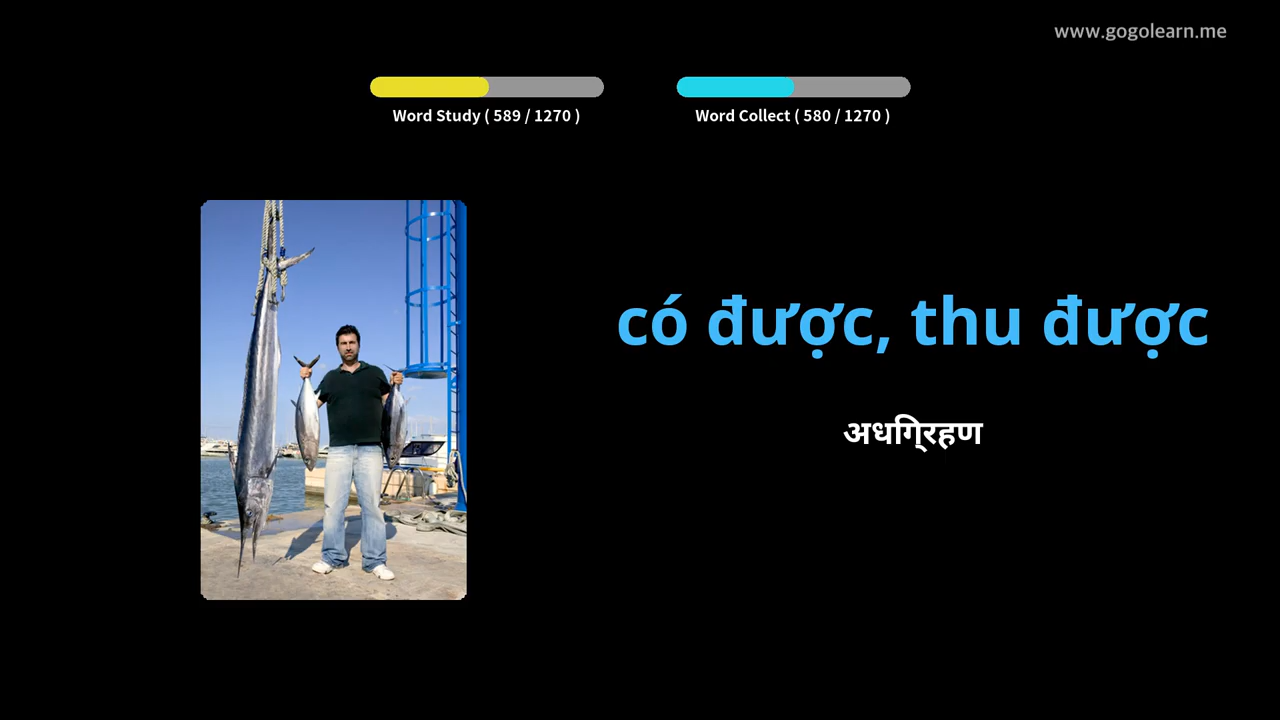 www.gogolearn.me
Word Study ( 589 / 1270 )
Word Collect ( 580 / 1270 )
có được, thu được
अधिग्रहण